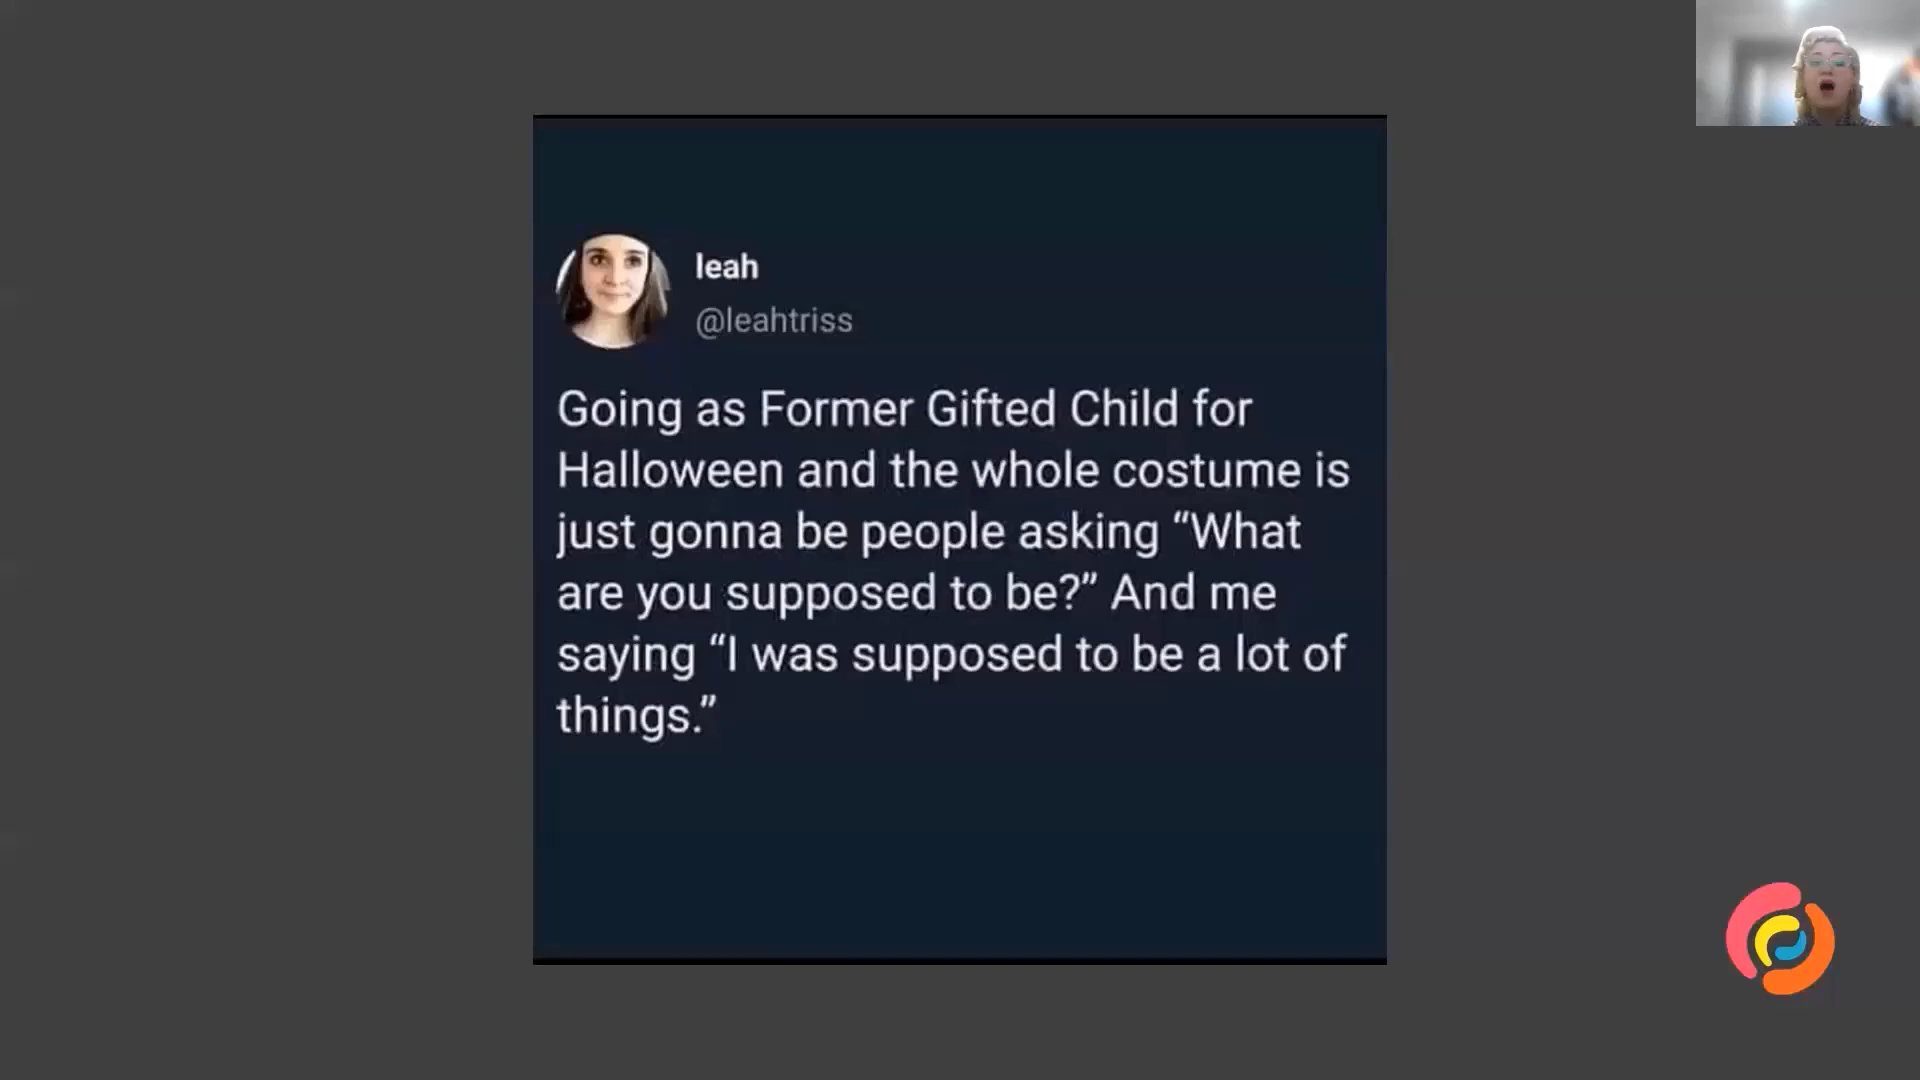 leah
@leahtriss
Going as Former Gifted Child for
Halloween and the whole costume is
just gonna be people asking “What
are you supposed to be?” And me
saying “I was supposed to be a lot of
things.”